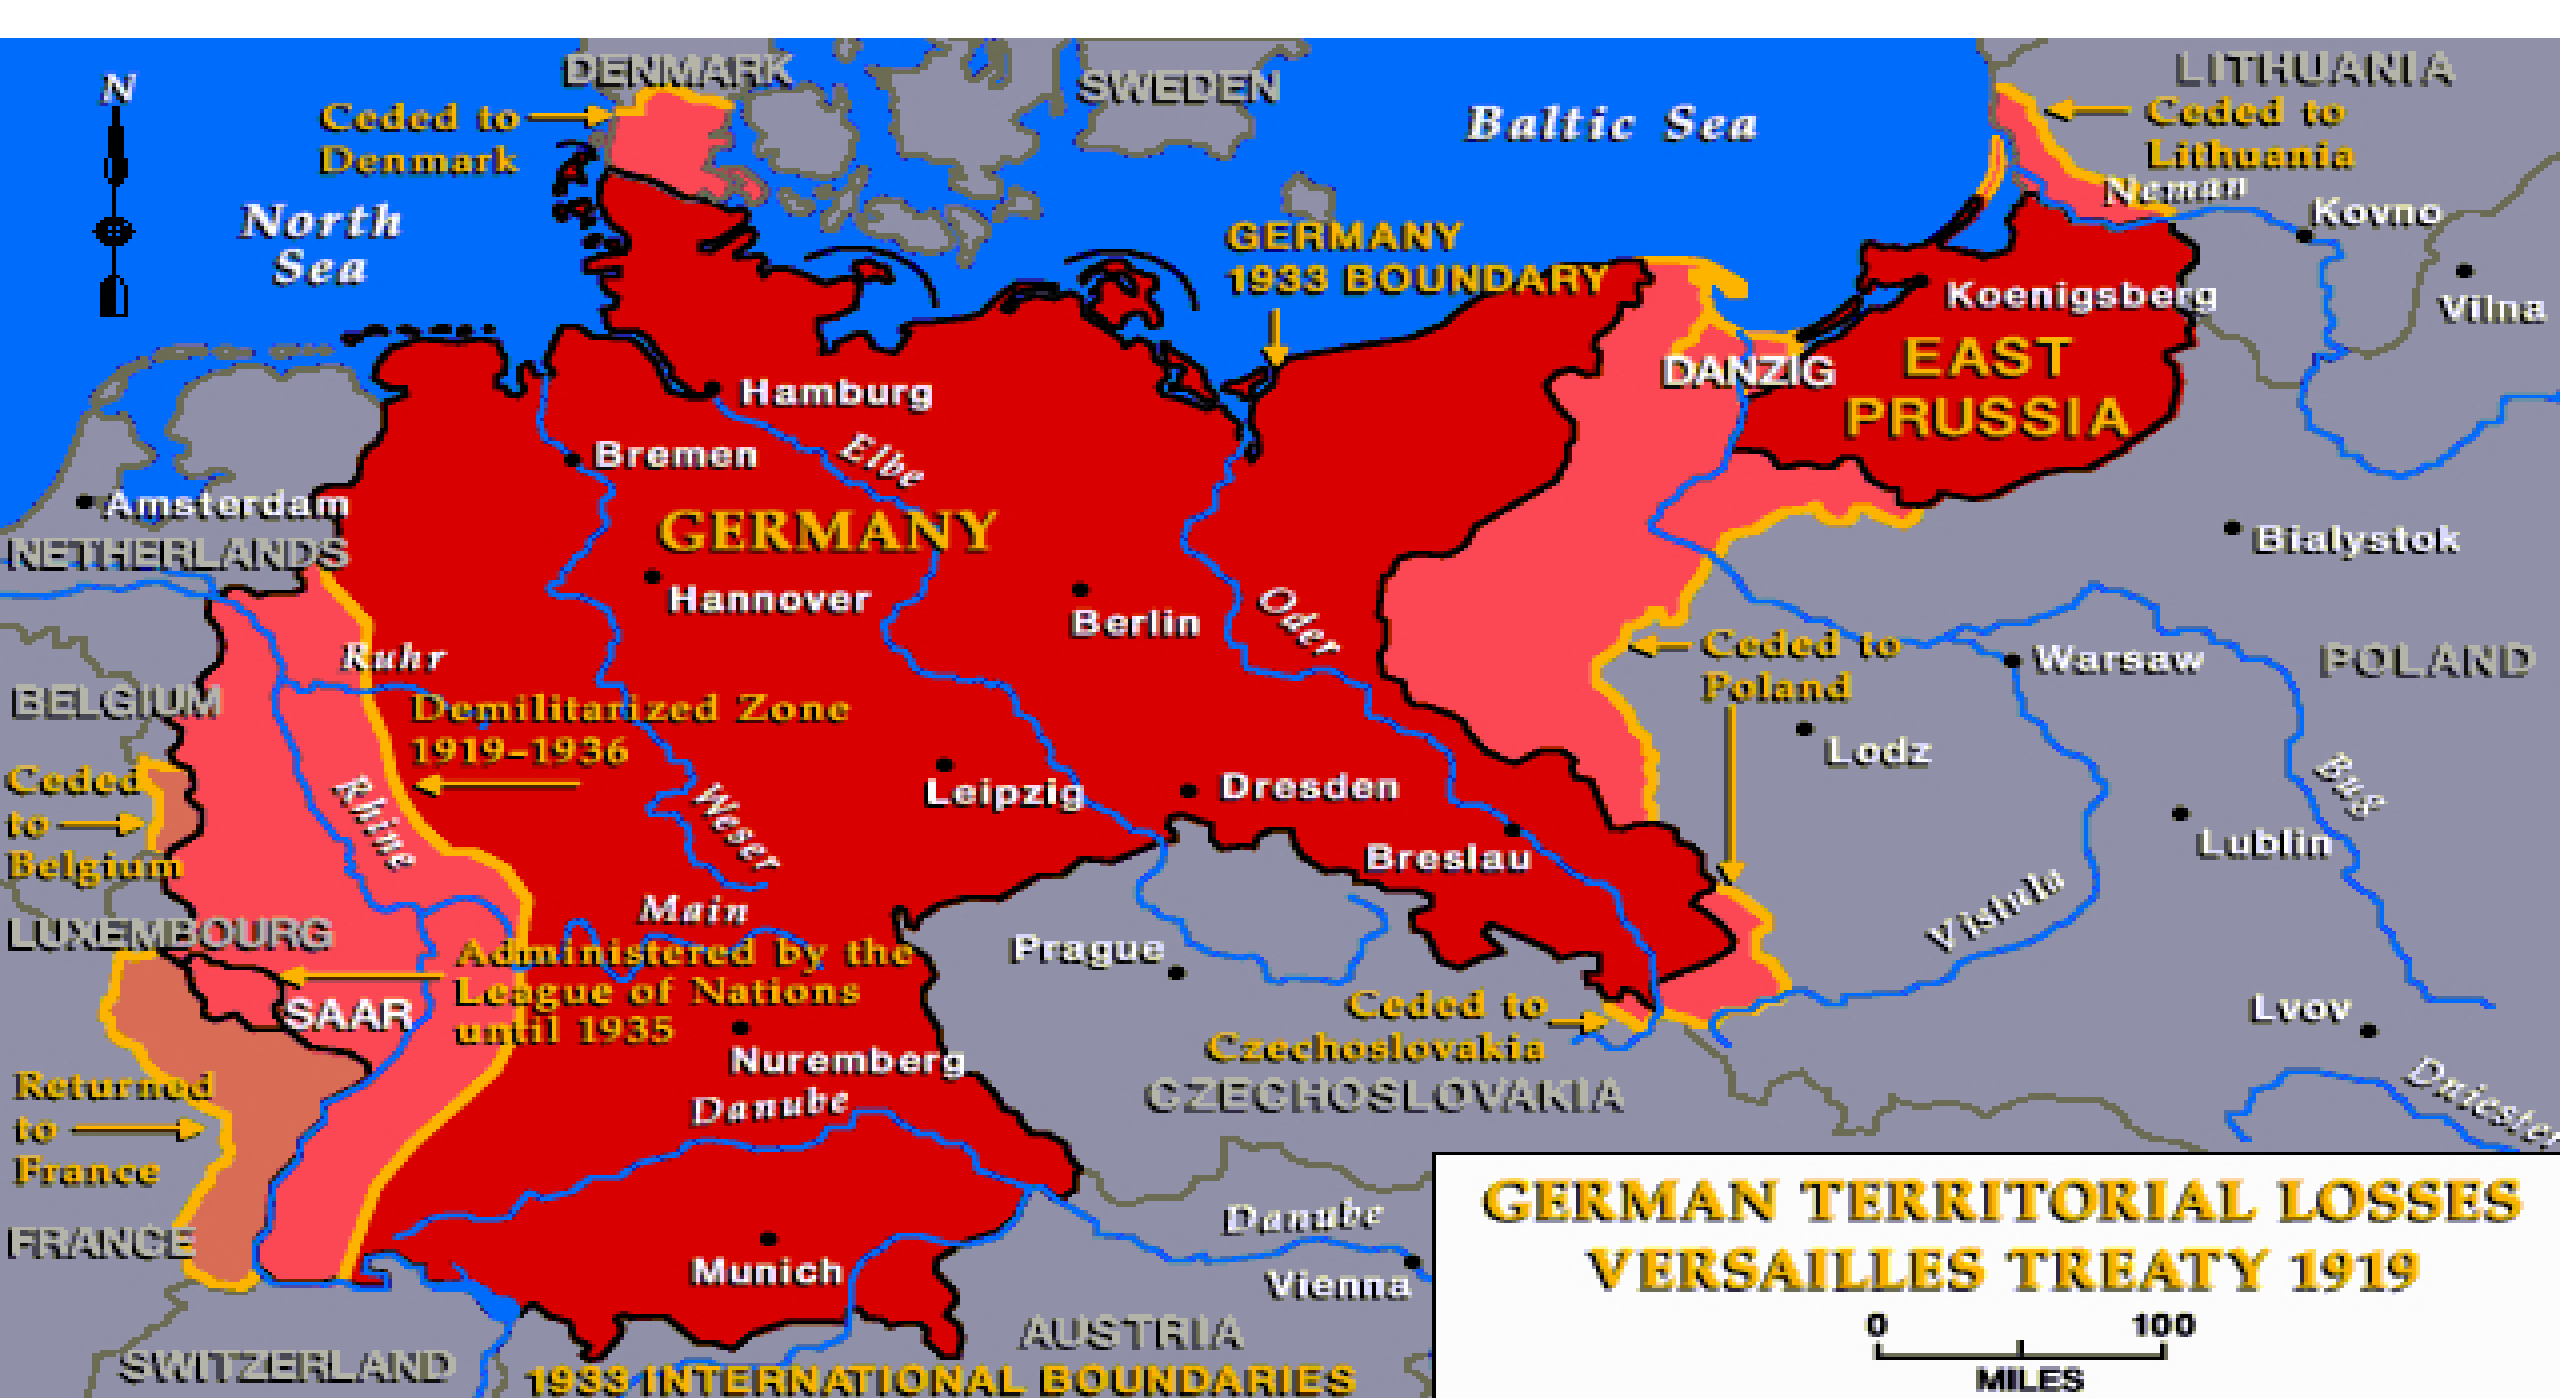 DENMARK
SWEDEN
LITHUANIA
N
Ceded to
Denmark
Baltic Sea
Ceded to
Lithuania
Neman
Kovno
North
Sea
GERMANY
1933 BOUNDARY
Koenigsberg
Vilna
DANZIG
EAST
PRUSSIA
Hamburg
Bremen
Elbe
Amsterdam
NETHERLANDS
GERMANY
Bialystok
Hannover
Berlin
Oder
Ruhr
Ceded to
Poland
Warsaw
POLAND
BELGIUM
Demilitarized Zone
1919-1936
Lodz
Ceded
to
Belgium
Rhine
Leipzig
Dresden
Weser
Bug
Lublin
Breslau
Main
Vistula
LUXEMBOURG
Administered by the
League of Nations
until 1935
Prague
SAAR
Ceded to
Czechoslovakia
Lvov
Nuremberg
CZECHOSLOVAKIA
Dniester
Returned
to
France
Danube
FRANCE
Munich
Danube
Vienna
AUSTRIA
SWITZERLAND
1933 INTERNATIONAL BOUNDARIES
GERMAN TERRITORIAL LOSSES
VERSAILLES TREATY 1919
0 100
MILES